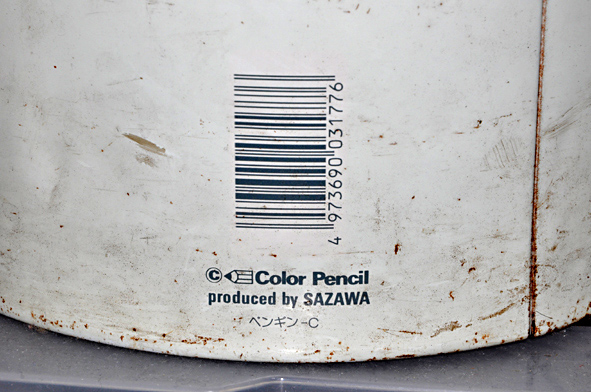 4 973690 031776
© Color Pencil
produced by SAZAWA
ペンギン-C